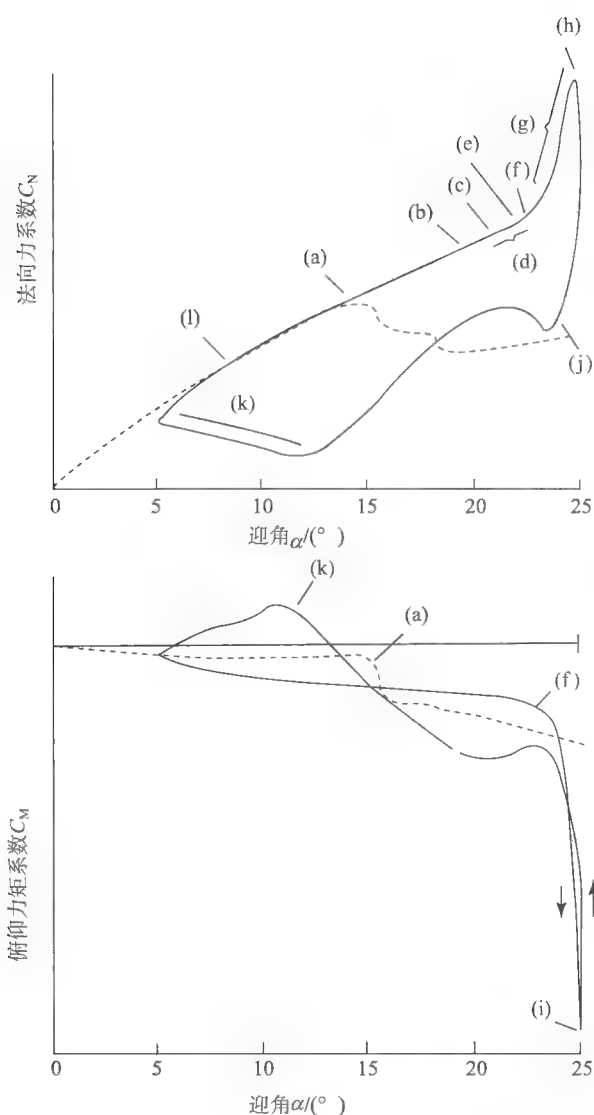 (h)
(g)
(e)
(f)
(c)
(b)
(d)
(a)
(l)
(j)
(k)
法向力系数C_N
0 5 10 15 20 25
迎角α/(° )
(k)
(a)
(f)
俯仰力矩系数C_M
(i)
0 5 10 15 20 25
迎角α/(° )